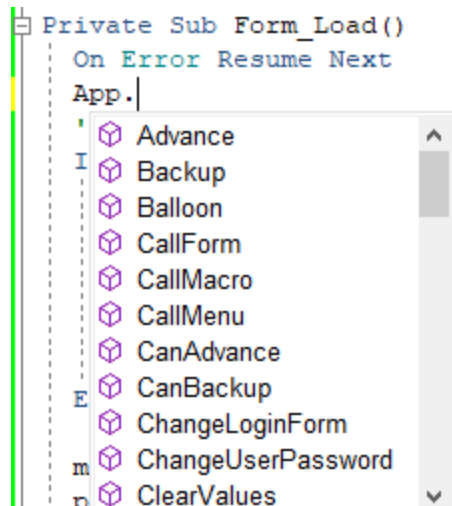 Private Sub Form_Load()
On Error Resume Next
App.
'
Advance
I
Backup
Balloon
CallForm
CallMacro
CallMenu
CanAdvance
CanBackup
E
ChangeLoginForm
m
ChangeUserPassword
p
ClearValues